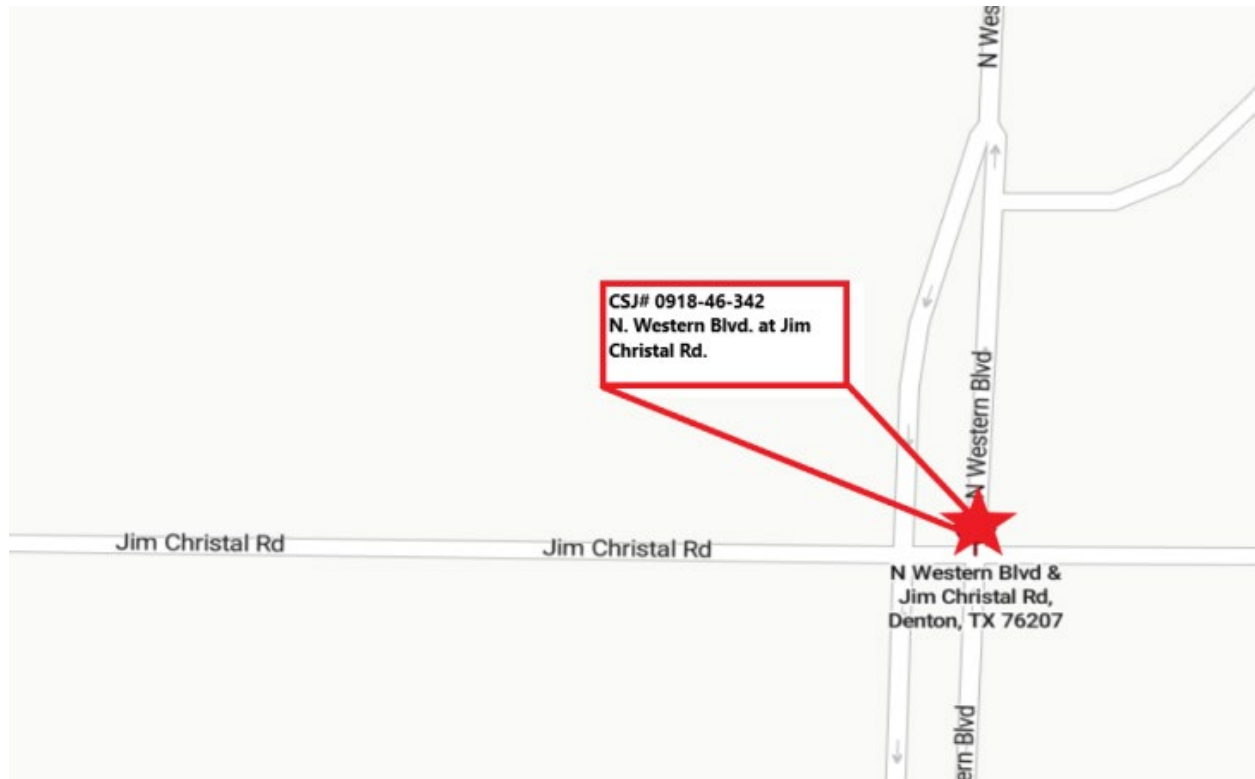 N Wes
CSJ# 0918-46-342
N. Western Blvd. at Jim
Christal Rd.
N Western Blvd
Jim Christal Rd
Jim Christal Rd
N Western Blvd &
Jim Christal Rd,
Denton, TX 76207
ern Blvd